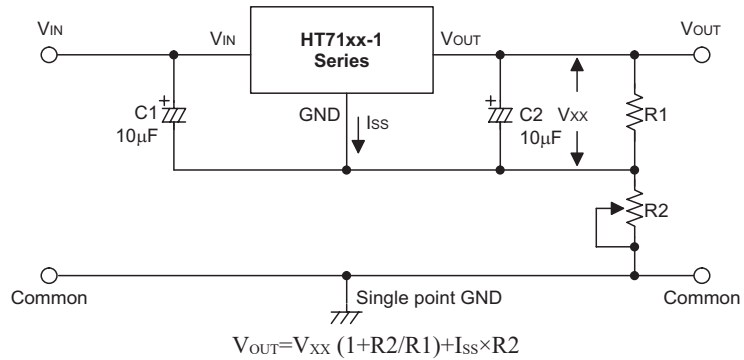 VIN
VIN
HT71xx-1
Series
VOUT
VOUT
GND
ISS
C1
10μF
C2
10μF
VXX
R1
R2
Common
Single point GND
Common
VOUT=VXX (1+R2/R1)+ISS×R2